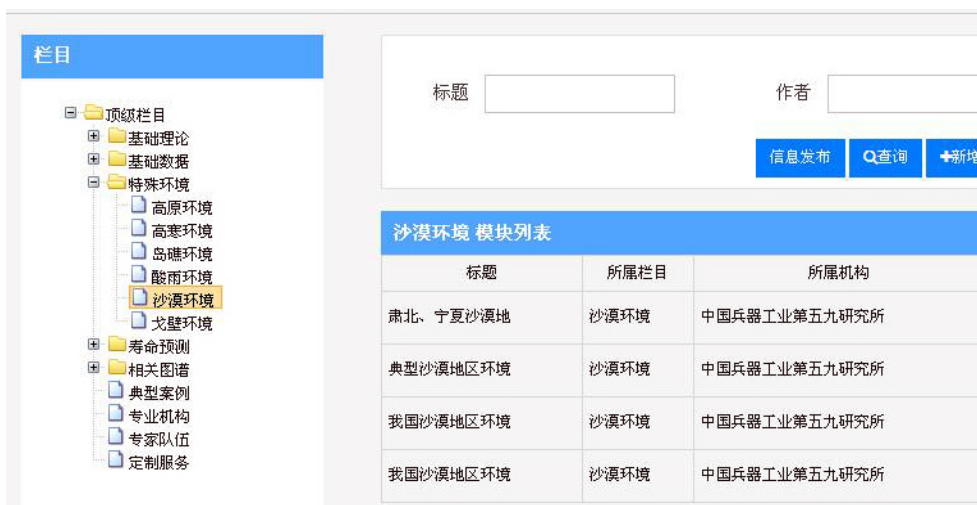 栏目
顶级栏目
基础理论
基础数据
特殊环境
高原环境
高寒环境
岛礁环境
酸雨环境
沙漠环境
戈壁环境
寿命预测
相关图谱
典型案例
专业机构
专家队伍
定制服务
标题 作者
信息发布 查询 新增
沙漠环境 模块列表
标题 所属栏目 所属机构
肃北、宁夏沙漠地 沙漠环境 中国兵器工业第五九研究所
典型沙漠地区环境 沙漠环境 中国兵器工业第五九研究所
我国沙漠地区环境 沙漠环境 中国兵器工业第五九研究所
我国沙漠地区环境 沙漠环境 中国兵器工业第五九研究所